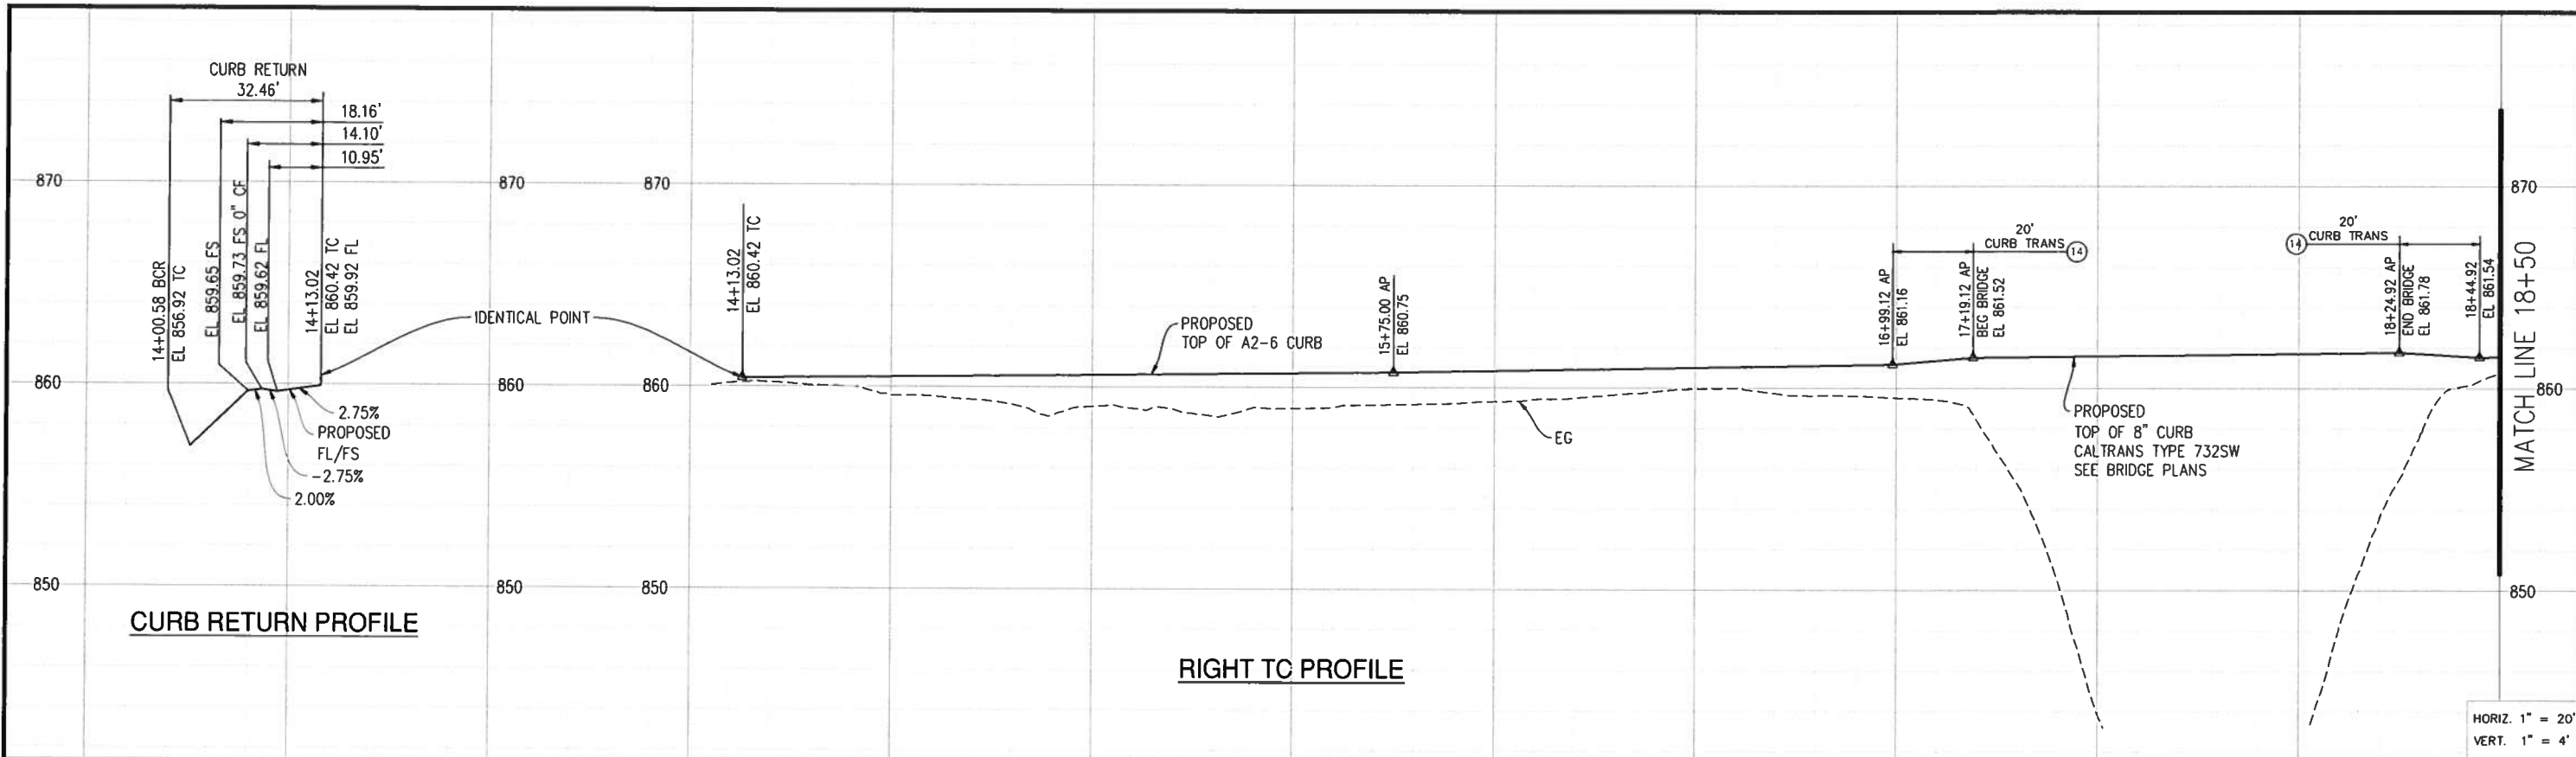 CURB RETURN
32.46'
18.16'
14.10'
10.95'
870
870
870
870
14+00.58 BCR
EL 856.92 TC
EL 859.65 FS
EL 859.73 FS 0" CF
EL 859.62 FL
14+13.02
EL 860.42 TC
EL 859.92 FL
IDENTICAL POINT
14+13.02
EL 860.42 TC
PROPOSED
TOP OF A2-6 CURB
15+75.00 AP
EL 860.75
16+99.12 AP
EL 861.16
20'
CURB TRANS
14
17+19.12 AP
BEG BRIDGE
EL 861.52
20'
14
CURB TRANS
18+24.92 AP
END BRIDGE
EL 861.78
18+44.92
EL 861.54
MATCH LINE 18+50
860
860
860
860
2.75%
PROPOSED
FL/FS
-2.75%
2.00%
EG
PROPOSED
TOP OF 8" CURB
CALTRANS TYPE 732SW
SEE BRIDGE PLANS
850
850
850
850
CURB RETURN PROFILE
RIGHT TC PROFILE
HORIZ. 1" = 20'
VERT. 1" = 4'